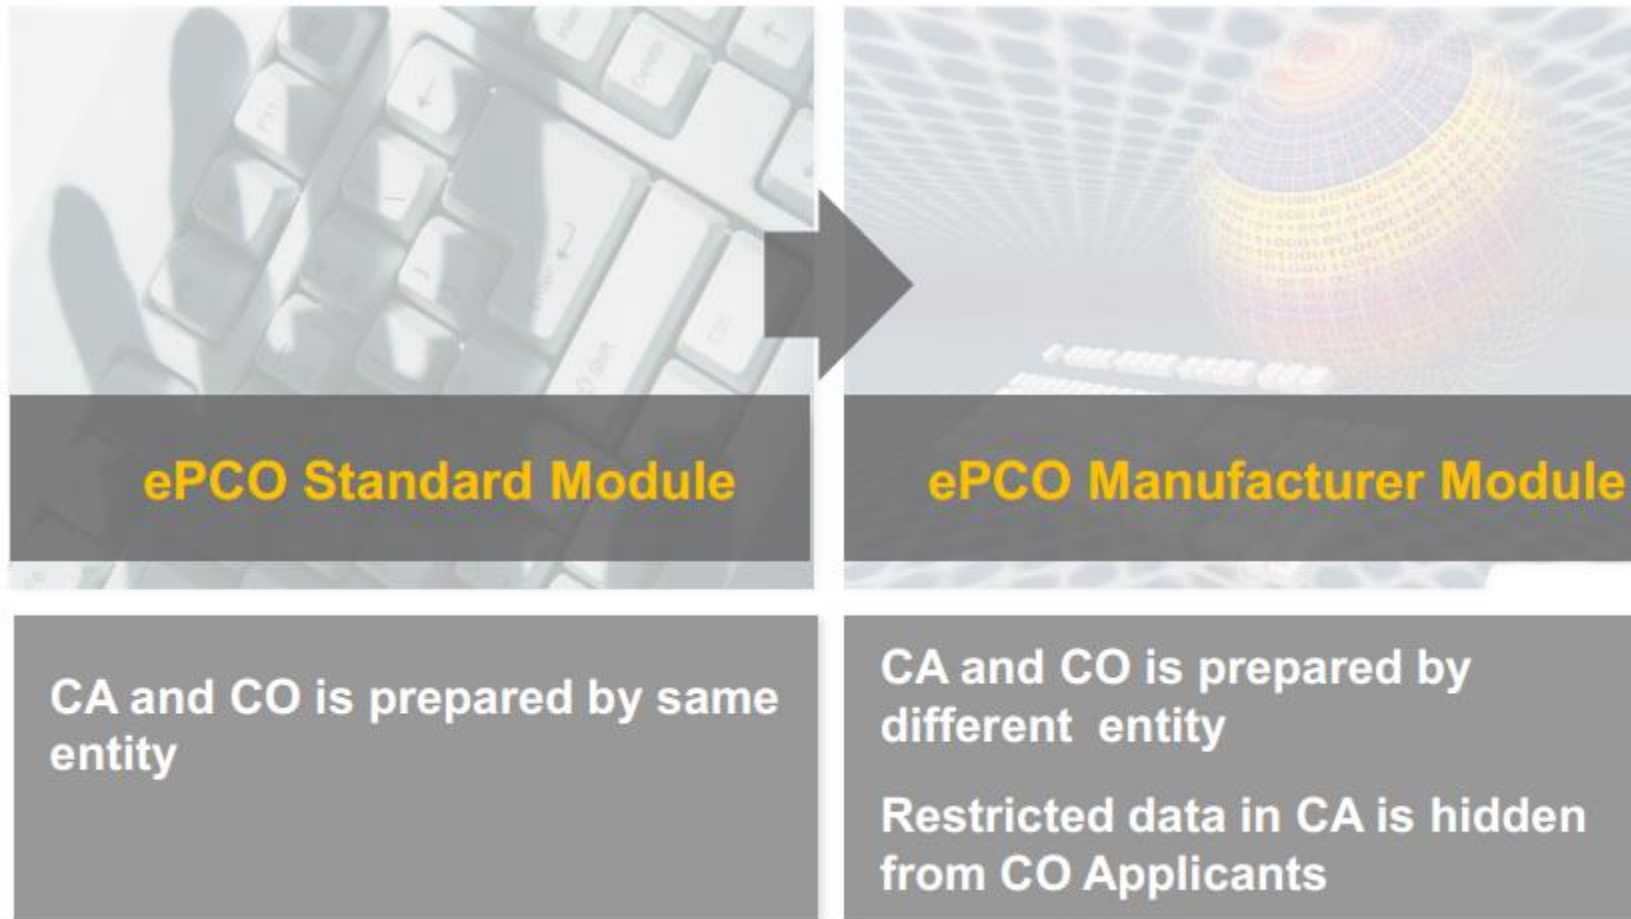 ePCO Standard Module
ePCO Manufacturer Module
CA and CO is prepared by same
entity
CA and CO is prepared by
different entity
Restricted data in CA is hidden
from CO Applicants